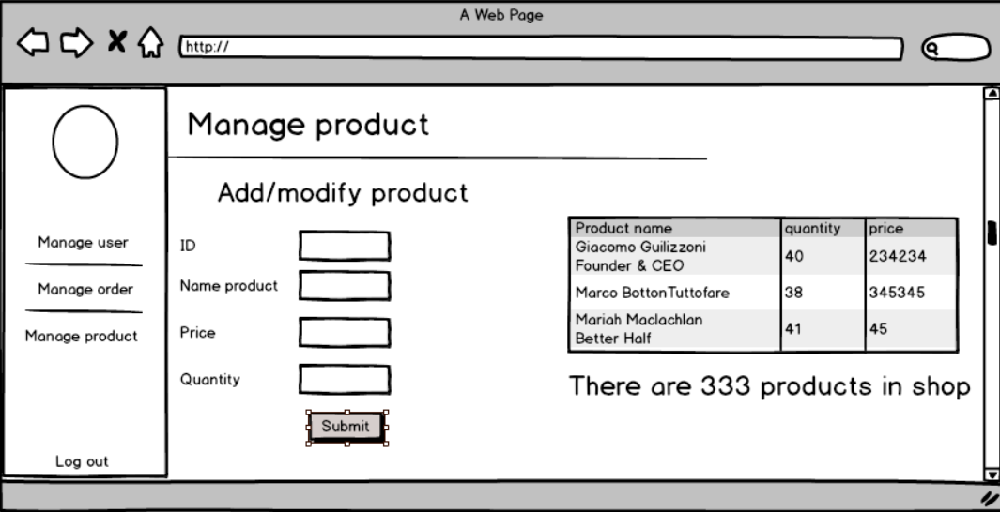 A Web Page
http://
Manage product
Manage user
Manage order
Manage product
Log out
Add/modify product
ID
Name product
Price
Quantity
Submit
Product name quantity price
Giacomo Guilizzoni
Founder & CEO 40 234234
Marco BottonTuttofare 38 345345
Mariah Maclachlan
Better Half 41 45
There are 333 products in shop